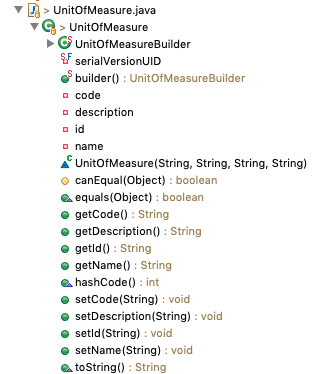 UnitOfMeasure.java
UnitOfMeasure
UnitOfMeasureBuilder
serialVersionUID
builder() : UnitOfMeasureBuilder
code
description
id
name
UnitOfMeasure(String, String, String, String)
canEqual(Object) : boolean
equals(Object) : boolean
getCode() : String
getDescription() : String
getId() : String
getName() : String
hashCode() : int
setCode(String) : void
setDescription(String) : void
setId(String) : void
setName(String) : void
toString() : String